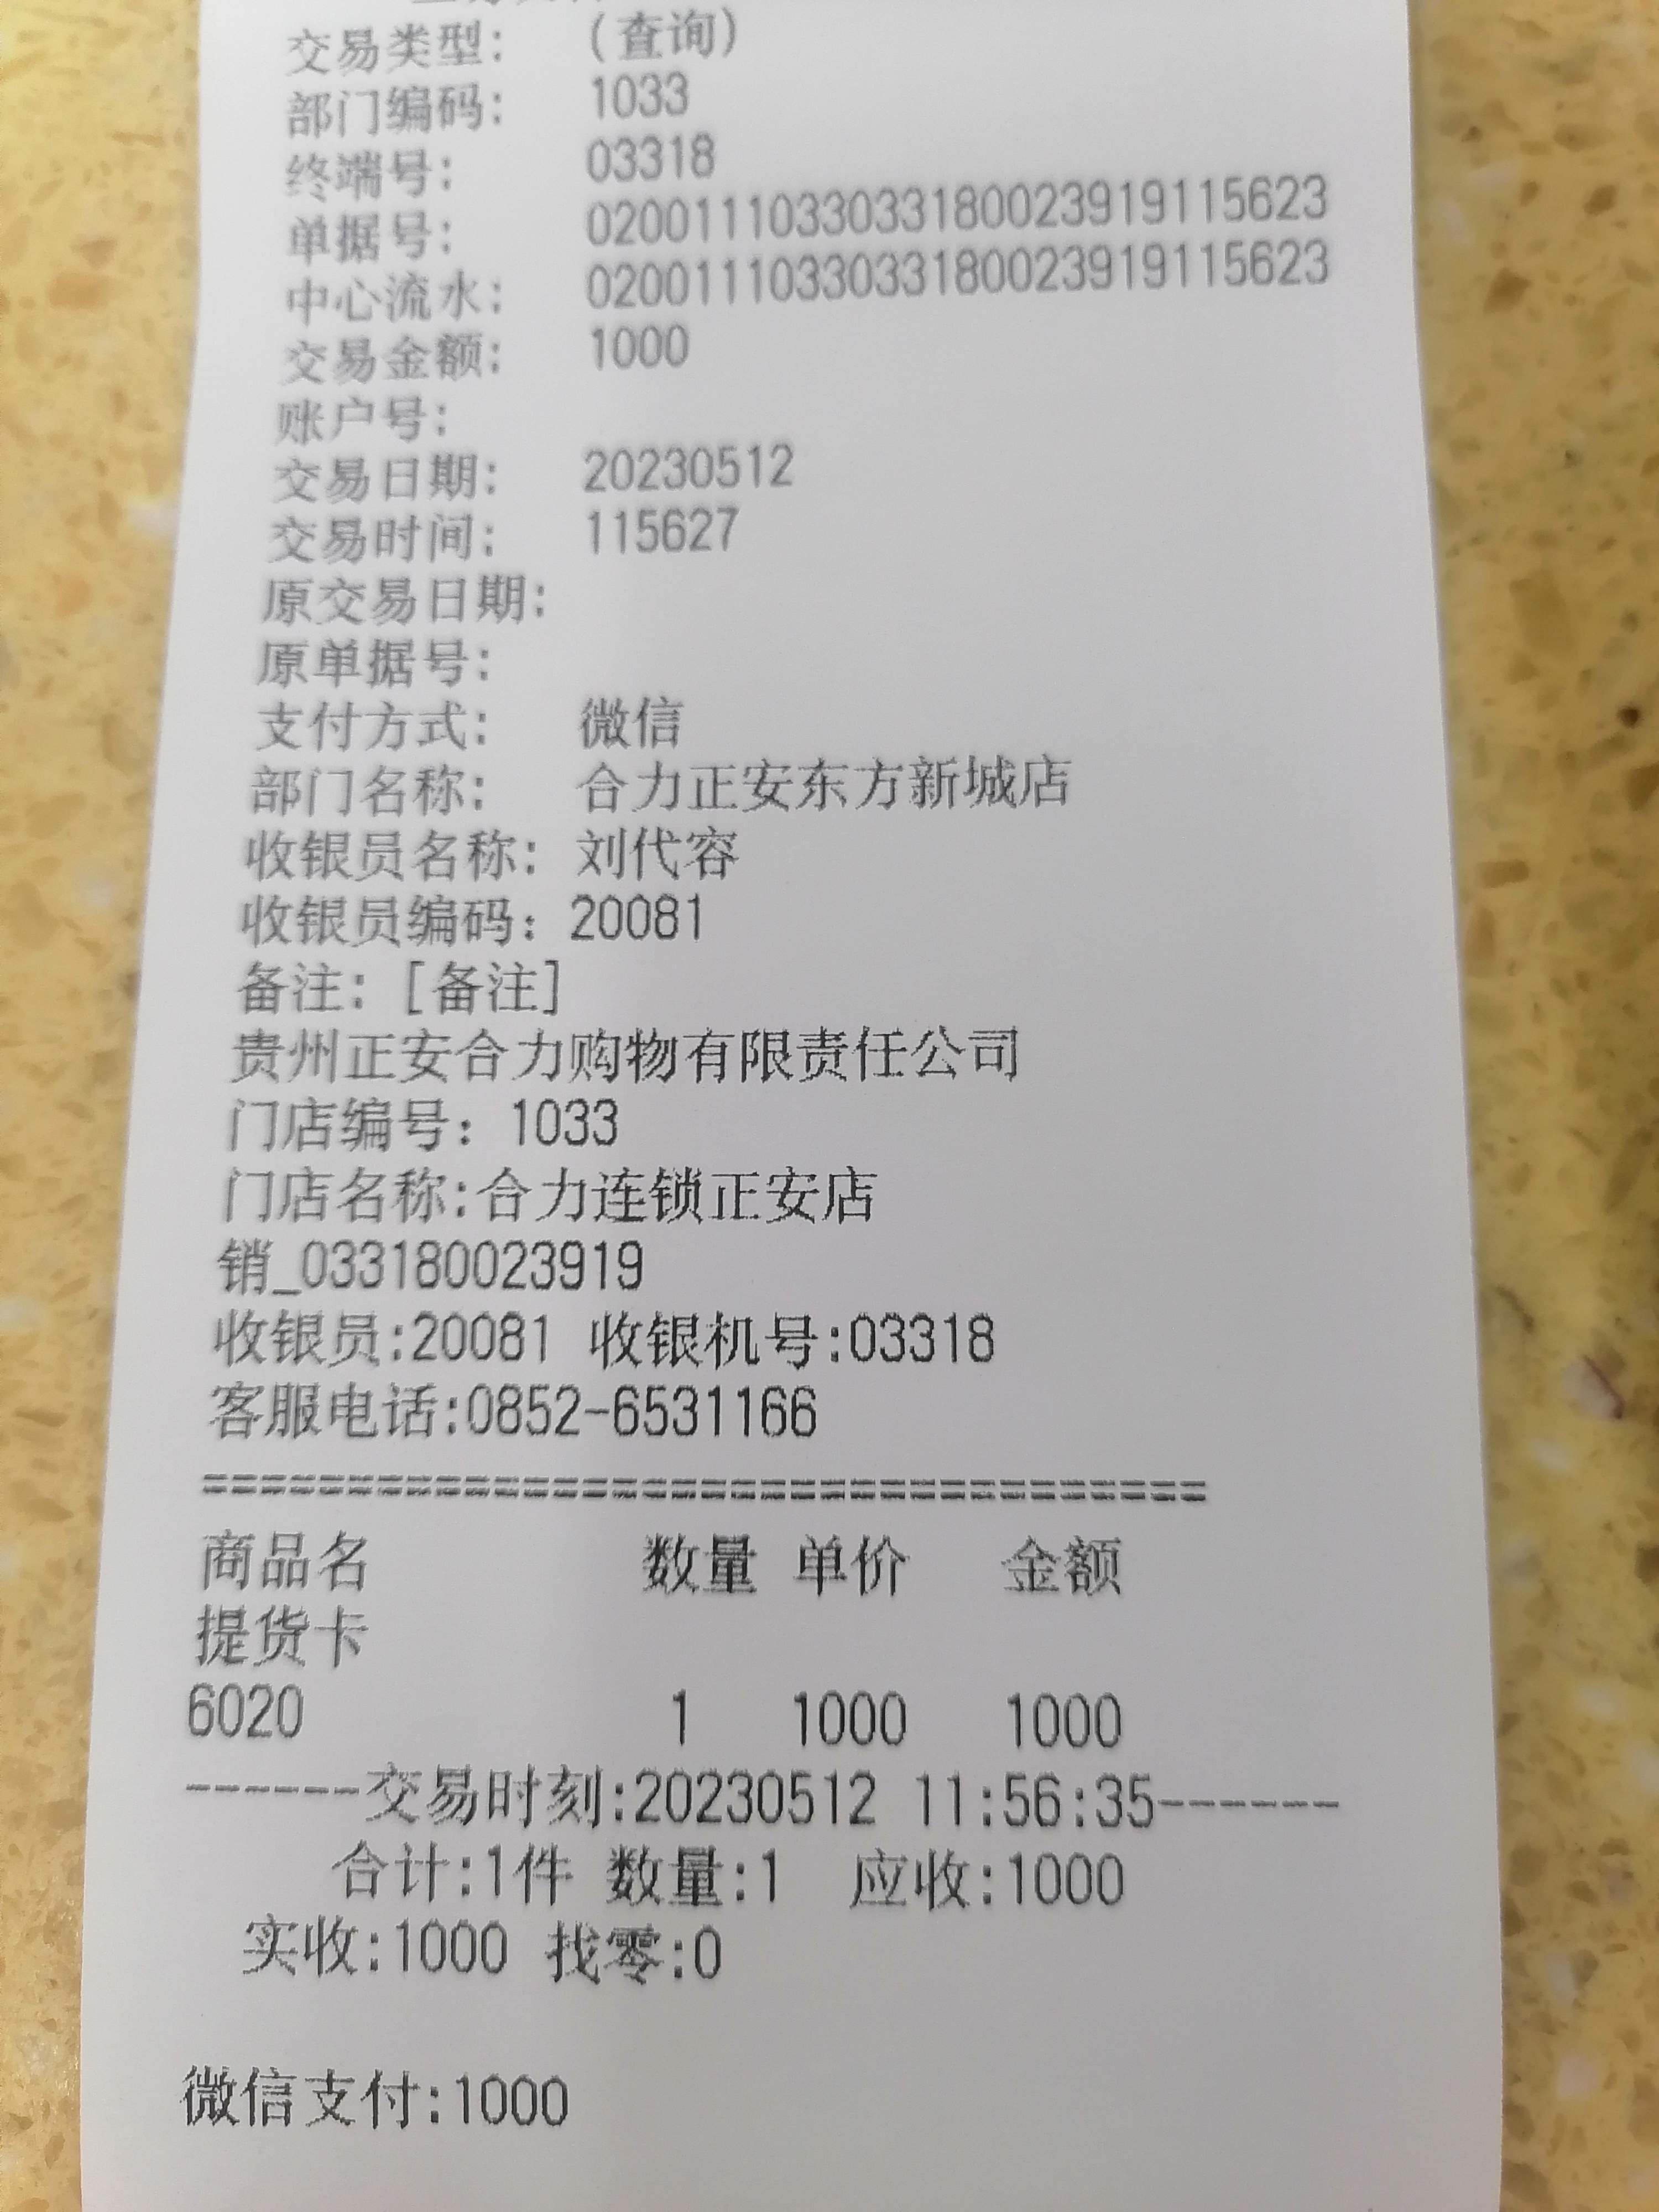 交易类型: (查询)
部门编码: 1033
终端号: 03318
单据号: 0200111033033180023919115623
中心流水: 0200111033033180023919115623
交易金额: 1000
账户号:
交易日期: 20230512
交易时间: 115627
原交易日期:
原单据号:
支付方式: 微信
部门名称: 合力正安东方新城店
收银员名称: 刘代容
收银员编码: 20081
备注: [备注]
贵州正安合力购物有限责任公司
门店编号: 1033
门店名称:合力连锁正安店
销_033180023919
收银员:20081 收银机号:03318
客服电话:0852-6531166
==================================
商品名 数量 单价 金额
提货卡
6020 1 1000 1000
------交易时刻:20230512 11:56:35------
合计:1件 数量:1 应收:1000
实收:1000 找零:0
微信支付:1000